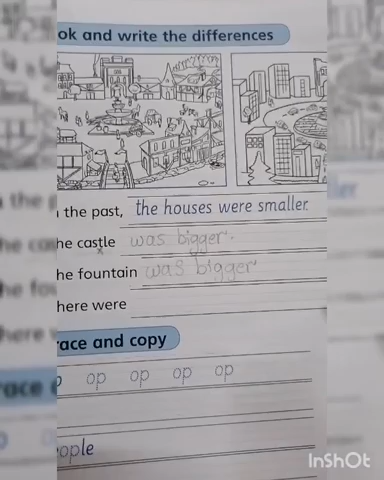 ok and write the differences
the past, the houses were smaller.
he castle was bigger.
he fountain was bigger
here were
race and copy
op op op op
ople
InShOt